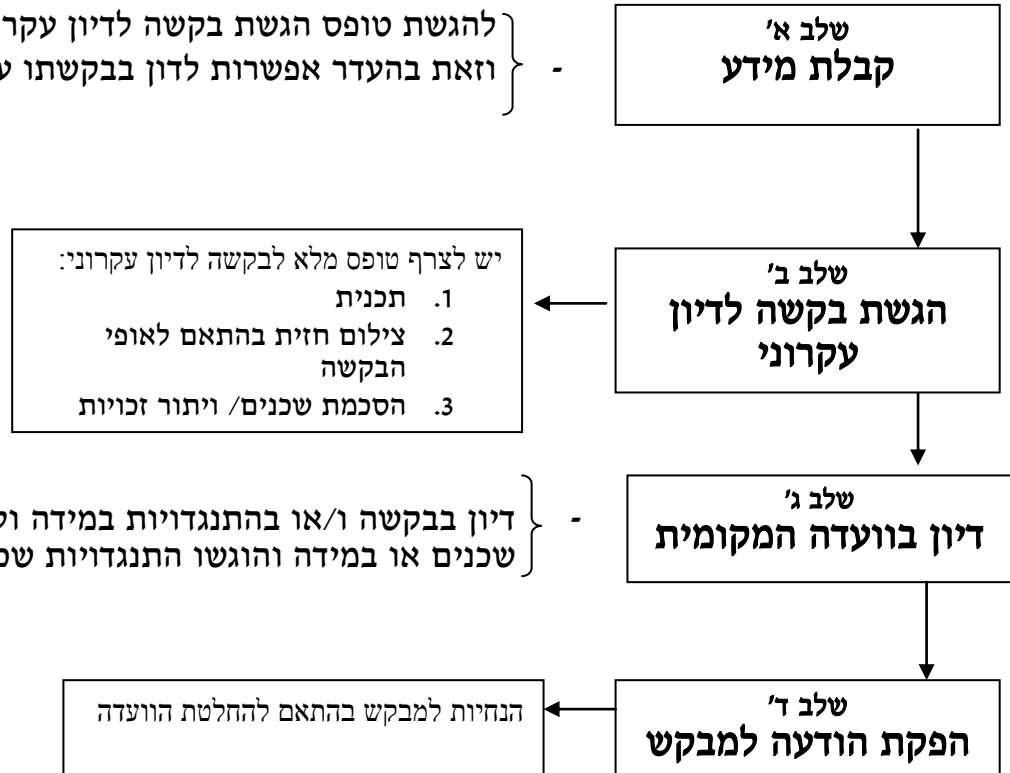 שלב א'
קבלת מידע
להגשת טופס הגשת בקשה לדיון
- וזאת בהעדר אפשרות לדון בבקשתו
שלב ב'
הגשת בקשה לדיון
עקרוני
יש לצרף טופס מלא לבקשה לדיון עקרוני:
1. תכנית
2. צילום חזית בהתאם לאופי
הבקשה
3. הסכמת שכנים/ ויתור זכויות
שלב ג'
דיון בוועדה המקומית
- דיון בבקשה ו/או בהתנגדויות במידה
שכנים או במידה והוגשו התנגדויות
שלב ד'
הפקת הודעה למבקש
הנחיות למבקש בהתאם להחלטת הוועדה